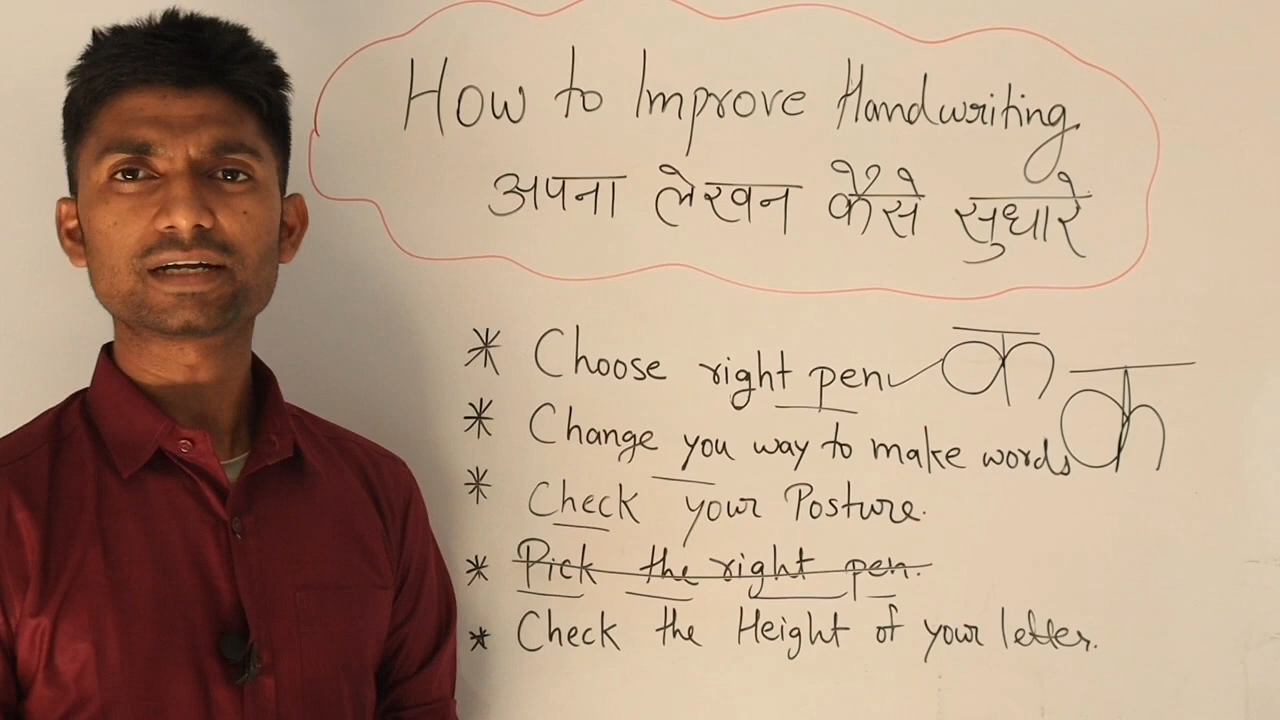 How to Improve Handwriting
अपना लेखन कैसे सुधारे
* Choose right pen ✓ क क
* Change you way to make words
* Check your Posture.
* Pick the right pen.
* Check the Height of your letter.